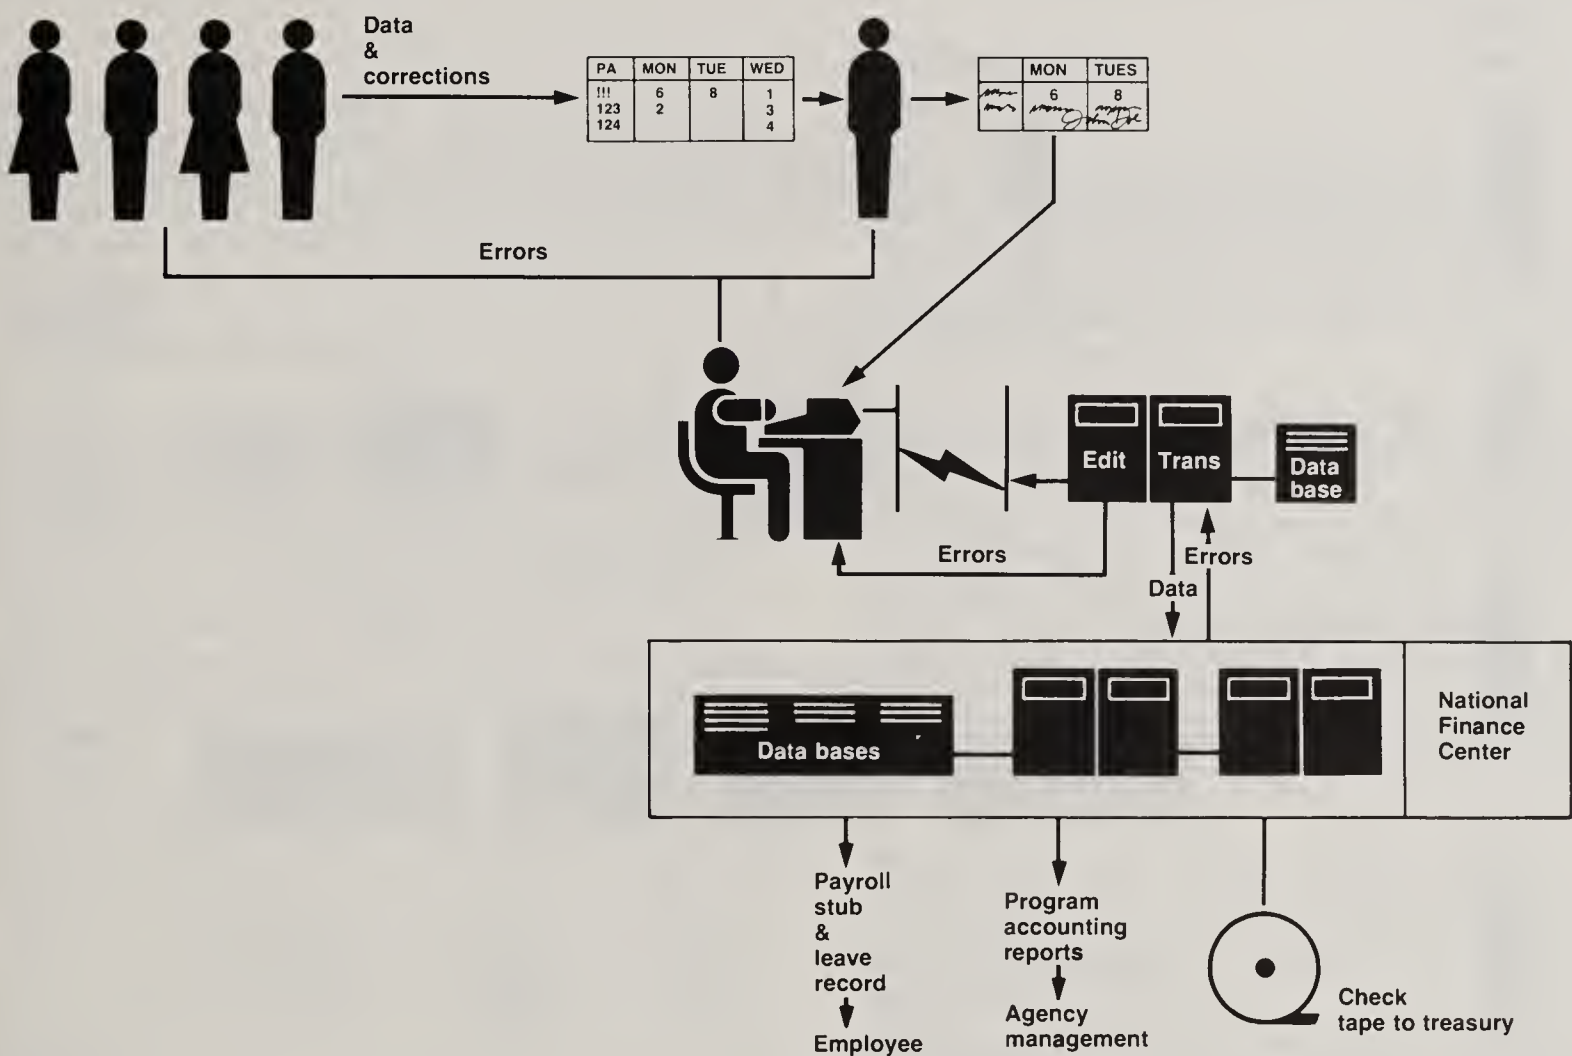 Data
&
corrections
PA MON TUE WED
!!! 6 8 1
123 2 3
124 4
MON TUES
6 8
John Doe
Errors
Edit
Trans
Data
base
Errors
Errors
Data
Data bases
National
Finance
Center
Payroll
stub
&
leave
record
Employee
Program
accounting
reports
Agency
management
Check
tape to treasury